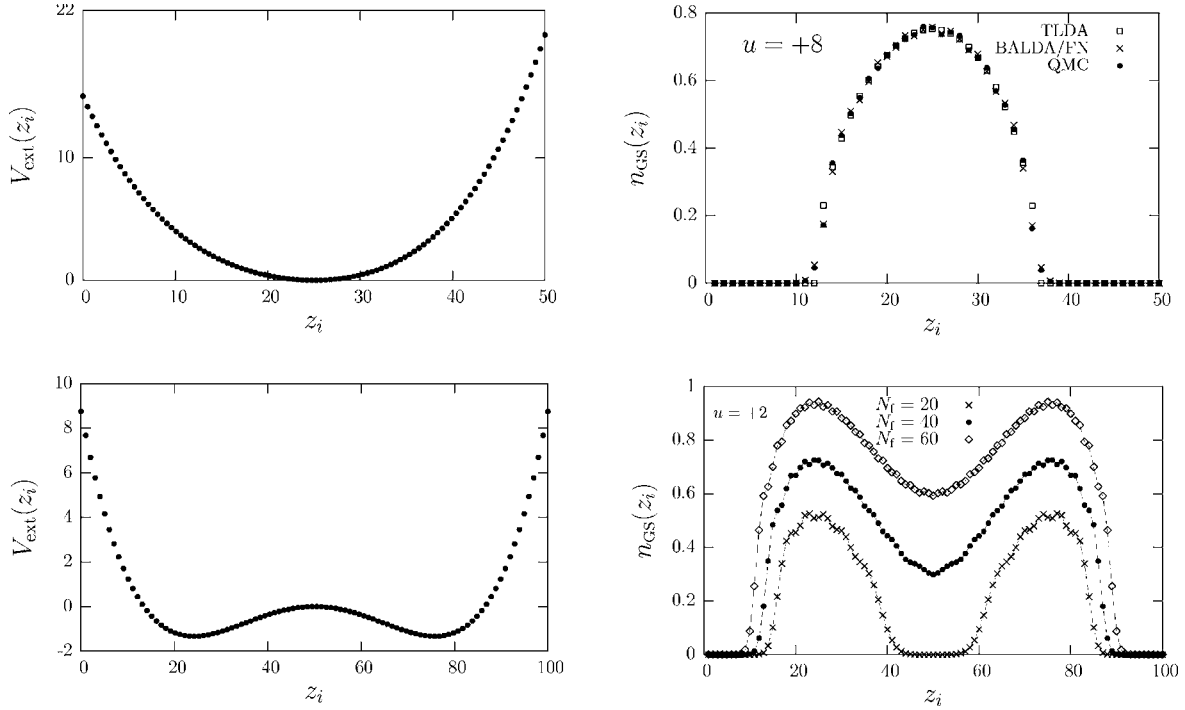 22
10
0
V_ext(z_i)
0 10 20 30 40 50
z_i
0.8
0.6
0.4
0.2
0
n_GS(z_i)
u = +8
TLDA
BALDA/FN
QMC
0 10 20 30 40 50
z_i
10
8
6
4
2
0
-2
V_ext(z_i)
0 20 40 60 80 100
z_i
1
0.8
0.6
0.4
0.2
0
n_GS(z_i)
u = +2
N_f = 20
N_f = 40
N_f = 60
0 20 40 60 80 100
z_i